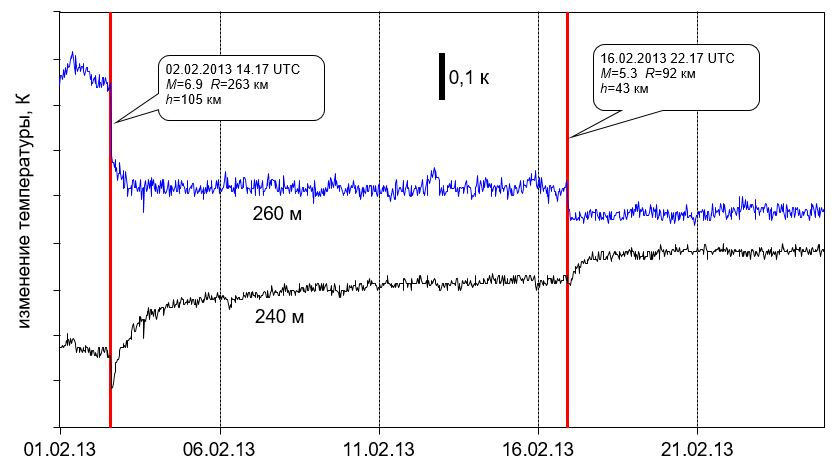 02.02.2013 14.17 UTC
M=6.9 R=263 км
h=105 км
16.02.2013 22.17 UTC
M=5.3 R=92 км
h=43 км
0,1 к
изменение температуры, К
260 м
240 м
01.02.13 06.02.13 11.02.13 16.02.13 21.02.13